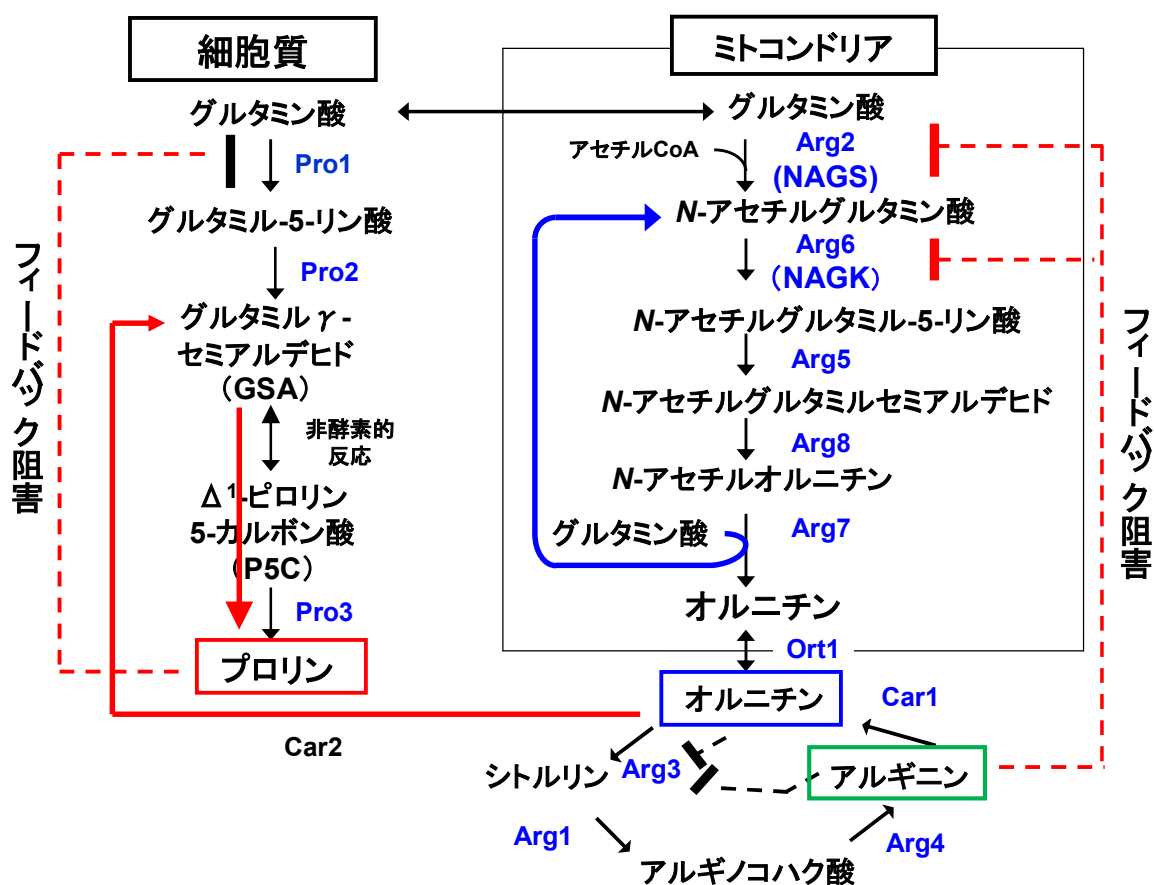 細胞質
グルタミン酸
Pro1
グルタミル-5-リン酸
Pro2
グルタミルγ-
セミアルデヒド
（GSA）
非酵素的
反応
Δ¹-ピロリン
5-カルボン酸
（P5C）
Pro3
プロリン
フィードバック阻害
Car2
ミトコンドリア
グルタミン酸
アセチルCoA
Arg2
(NAGS)
N-アセチルグルタミン酸
Arg6
（NAGK）
N-アセチルグルタミル-5-リン酸
Arg5
N-アセチルグルタミルセミアルデヒド
Arg8
N-アセチルオルニチン
グルタミン酸
Arg7
オルニチン
Ort1
オルニチン
Car1
シトルリン
Arg3
アルギニン
Arg1
Arg4
アルギノコハク酸
フィードバック阻害